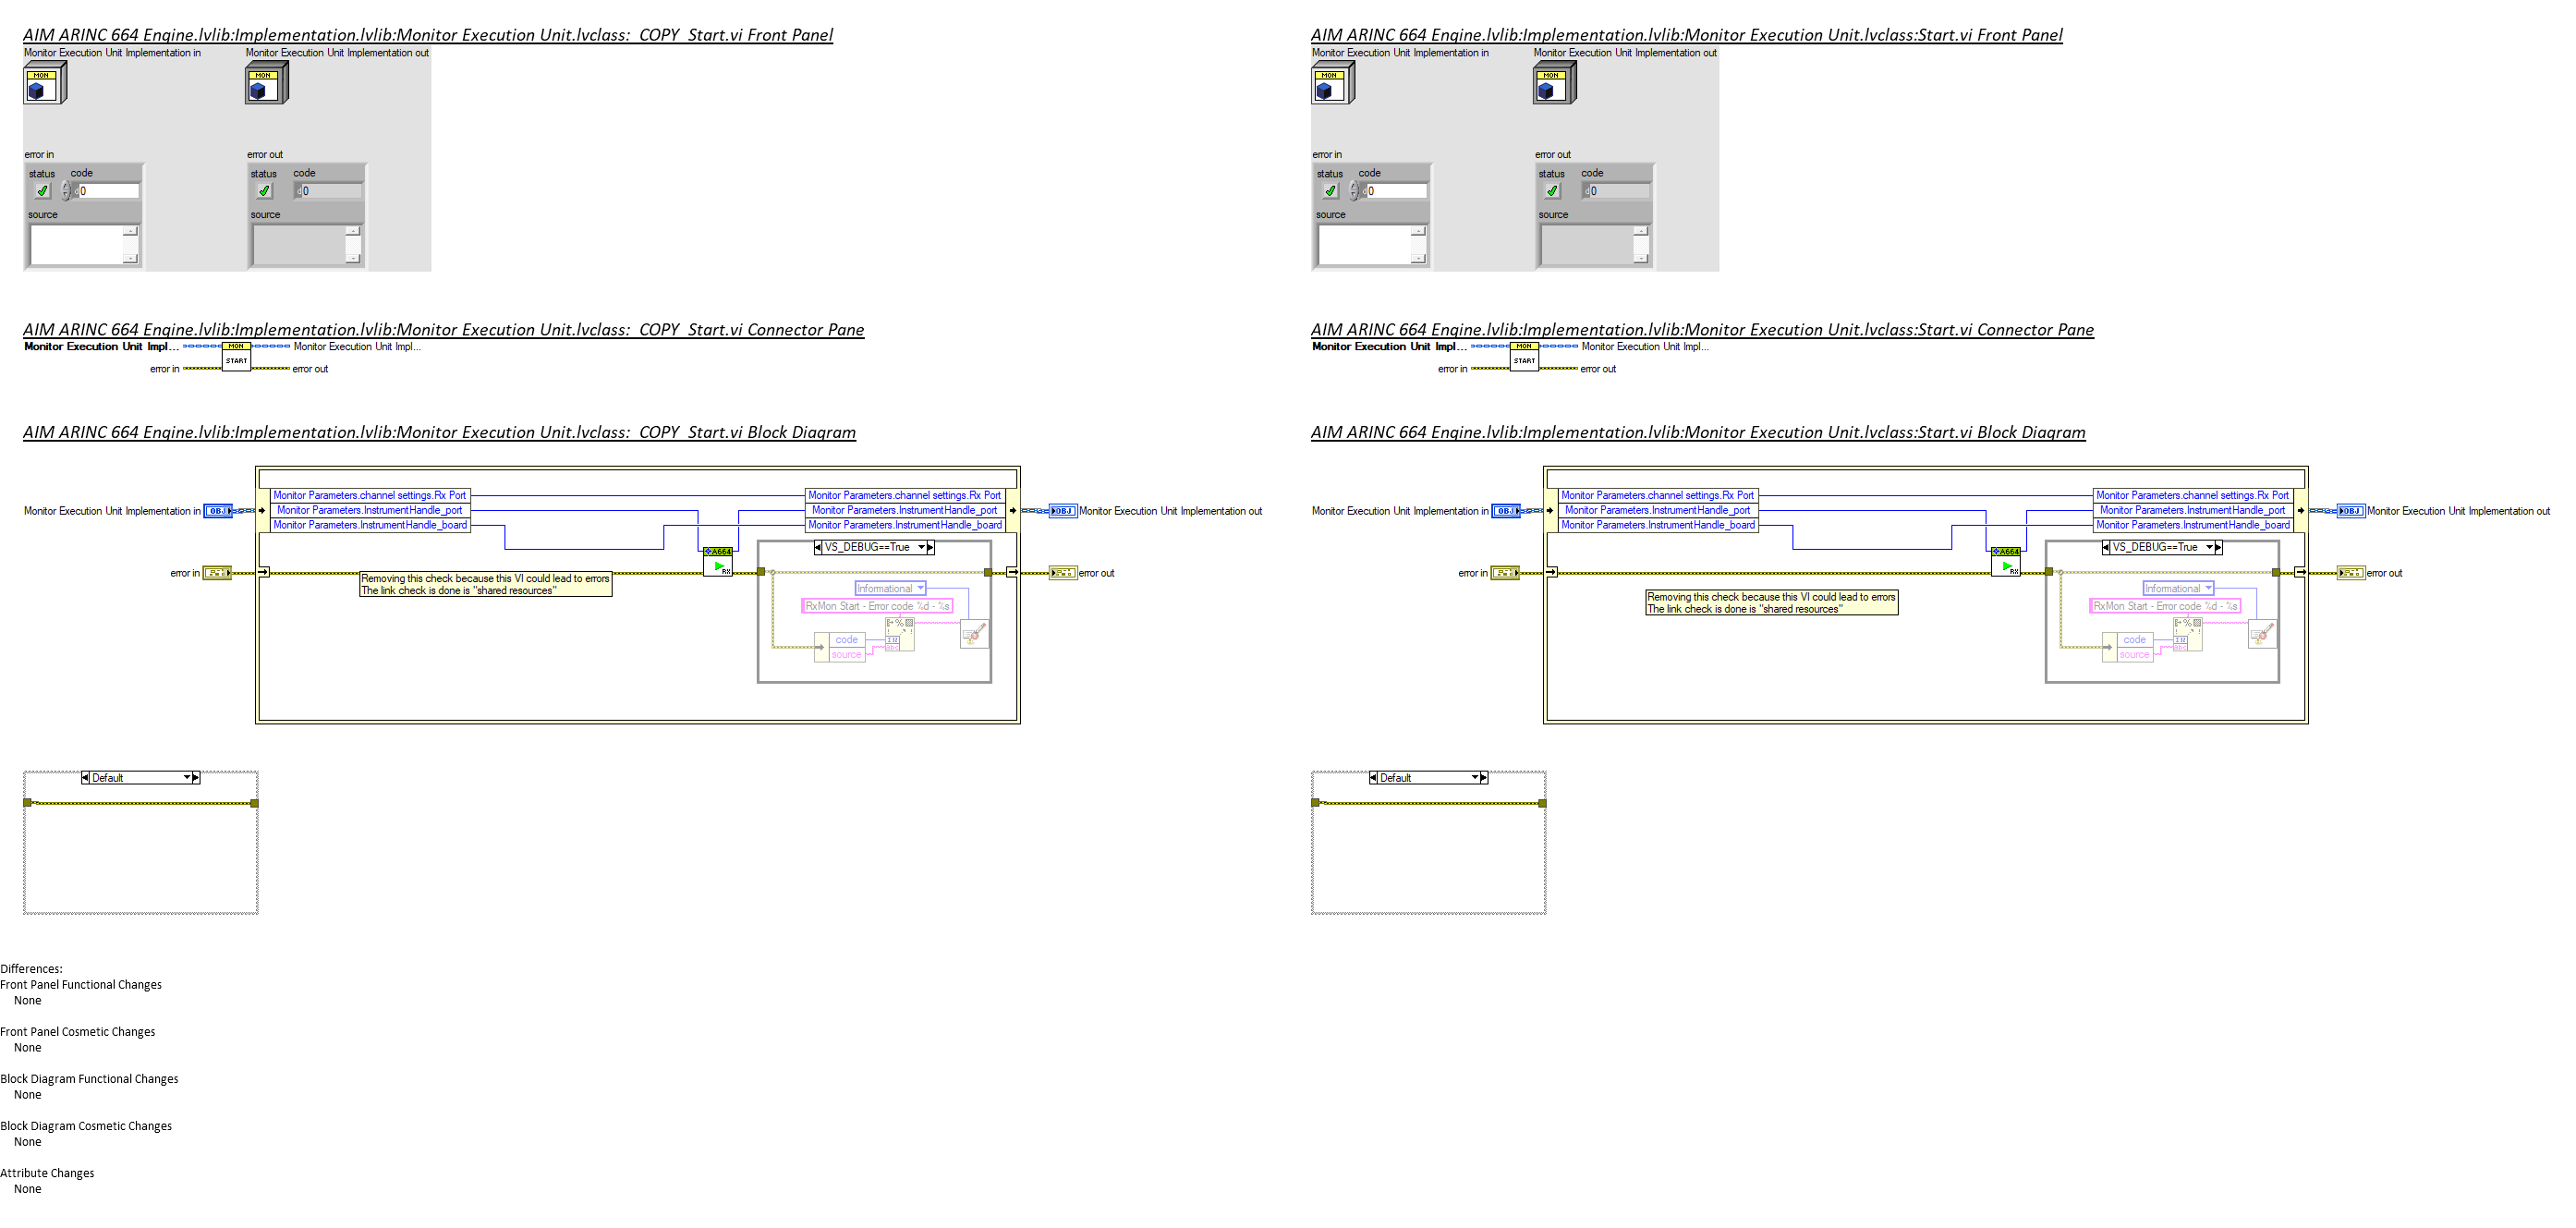 AIM ARINC 664 Engine.lvlib:Implementation.lvlib:Monitor Execution Unit.lvclass:  COPY  Start.vi Front Panel
Monitor Execution Unit Implementation in
Monitor Execution Unit Implementation out
MON
MON
error in
error out
status code
0
source
status code
0
source
AIM ARINC 664 Engine.lvlib:Implementation.lvlib:Monitor Execution Unit.lvclass:  COPY  Start.vi Connector Pane
Monitor Execution Unit Impl...
MON
START
Monitor Execution Unit Impl...
error in
error out
AIM ARINC 664 Engine.lvlib:Implementation.lvlib:Monitor Execution Unit.lvclass:  COPY  Start.vi Block Diagram
Monitor Parameters.channel settings.Rx Port
Monitor Parameters.InstrumentHandle_port
Monitor Parameters.InstrumentHandle_board
Monitor Parameters.channel settings.Rx Port
Monitor Parameters.InstrumentHandle_port
Monitor Parameters.InstrumentHandle_board
Monitor Execution Unit Implementation in
OBJ
OBJ
Monitor Execution Unit Implementation out
error in
Removing this check because this VI could lead to errors
The link check is done is "shared resources"
A664
RX
VS_DEBUG==True
Informational
RxMon Start - Error code %d - %s
code
source
error out
Default
AIM ARINC 664 Engine.lvlib:Implementation.lvlib:Monitor Execution Unit.lvclass:Start.vi Front Panel
Monitor Execution Unit Implementation in
Monitor Execution Unit Implementation out
MON
MON
error in
error out
status code
0
source
status code
0
source
AIM ARINC 664 Engine.lvlib:Implementation.lvlib:Monitor Execution Unit.lvclass:Start.vi Connector Pane
Monitor Execution Unit Impl...
MON
START
Monitor Execution Unit Impl...
error in
error out
AIM ARINC 664 Engine.lvlib:Implementation.lvlib:Monitor Execution Unit.lvclass:Start.vi Block Diagram
Monitor Parameters.channel settings.Rx Port
Monitor Parameters.InstrumentHandle_port
Monitor Parameters.InstrumentHandle_board
Monitor Parameters.channel settings.Rx Port
Monitor Parameters.InstrumentHandle_port
Monitor Parameters.InstrumentHandle_board
Monitor Execution Unit Implementation in
OBJ
OBJ
Monitor Execution Unit Implementation out
error in
Removing this check because this VI could lead to errors
The link check is done is "shared resources"
A664
RX
VS_DEBUG==True
Informational
RxMon Start - Error code %d - %s
code
source
error out
Default
Differences:
Front Panel Functional Changes
None
Front Panel Cosmetic Changes
None
Block Diagram Functional Changes
None
Block Diagram Cosmetic Changes
None
Attribute Changes
None